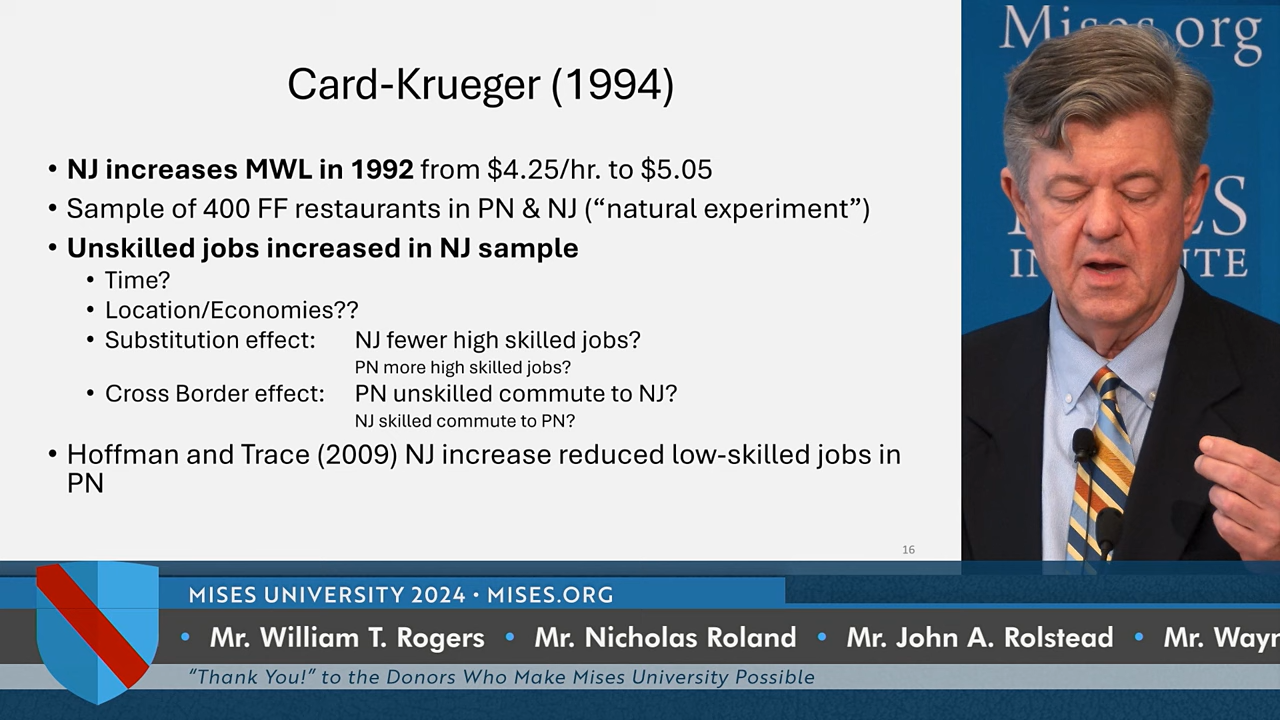 Card-Krueger (1994)
• NJ increases MWL in 1992 from $4.25/hr. to $5.05
• Sample of 400 FF restaurants in PN & NJ (“natural experiment”)
• Unskilled jobs increased in NJ sample
• Time?
• Location/Economies??
• Substitution effect: NJ fewer high skilled jobs?
PN more high skilled jobs?
• Cross Border effect: PN unskilled commute to NJ?
NJ skilled commute to PN?
• Hoffman and Trace (2009) NJ increase reduced low-skilled jobs in
PN
16
Mises.org
MISES UNIVERSITY 2024 • MISES.ORG
• Mr. William T. Rogers • Mr. Nicholas Roland • Mr. John A. Rolstead • Mr.
“Thank You!” to the Donors Who Make Mises University Possible